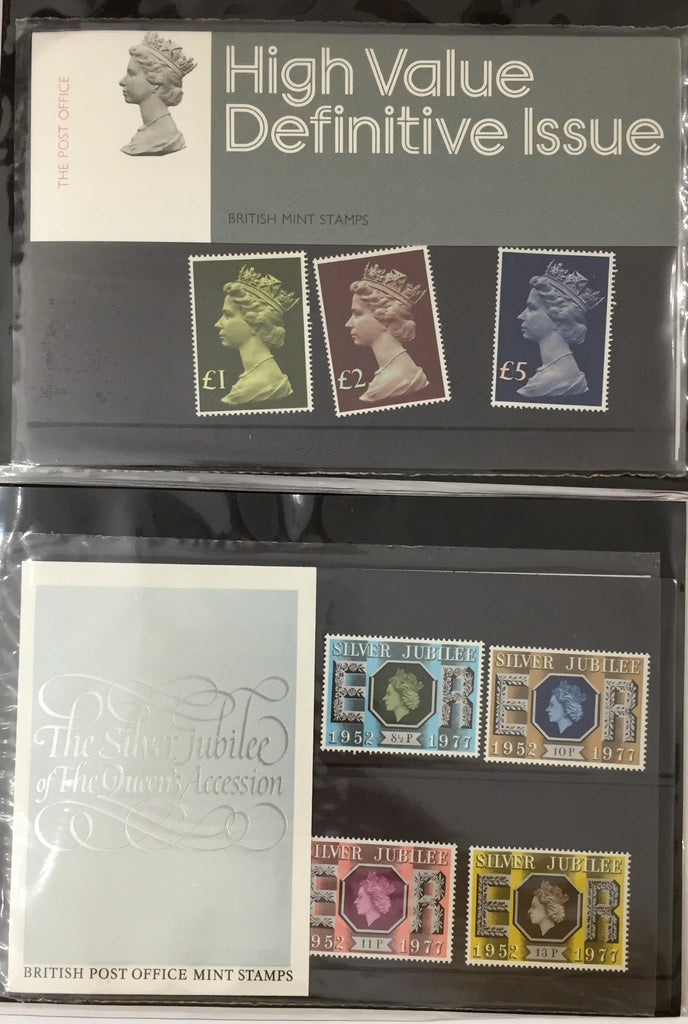 THE POST OFFICE
High Value
Definitive Issue
BRITISH MINT STAMPS
£1
£2
£5
The Silver Jubilee
of The Queen's Accession
BRITISH POST OFFICE MINT STAMPS
SILVER JUBILEE
E R
1952 8½P 1977
SILVER JUBILEE
E R
1952 10P 1977
SILVER JUBILEE
E R
952 11P 1977
SILVER JUBILEE
E R
1952 13P 1977